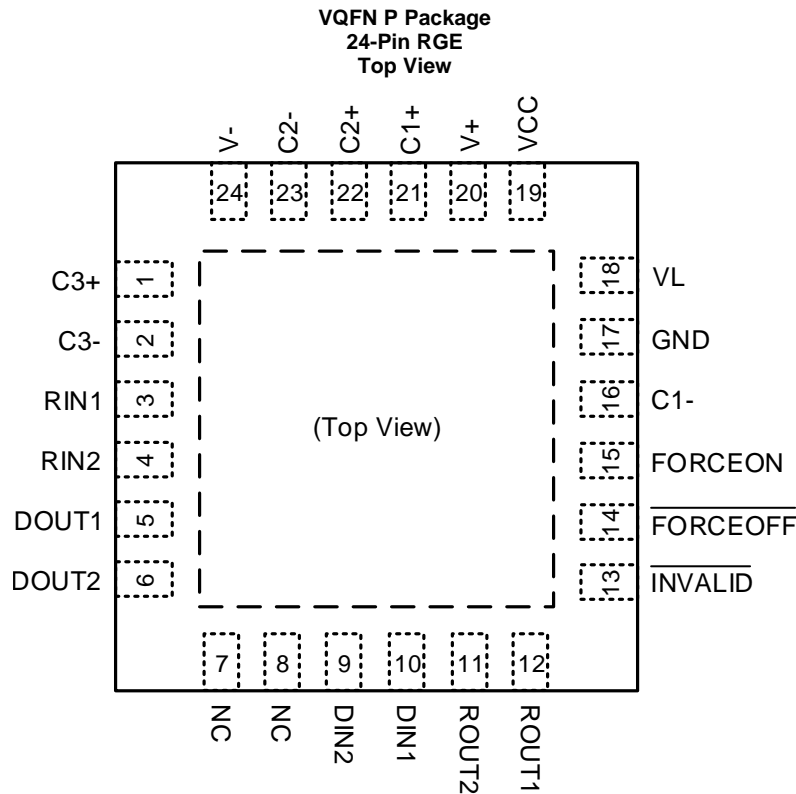 VQFN P Package
24-Pin RGE
Top View
V-
C2-
C2+
C1+
V+
VCC
24
23
22
21
20
19
C3+
1
18
VL
C3-
2
17
GND
RIN1
3
16
C1-
RIN2
4
(Top View)
15
FORCEON
DOUT1
5
14
FORCEOFF
DOUT2
6
13
INVALID
7
8
9
10
11
12
NC
NC
DIN2
DIN1
ROUT2
ROUT1